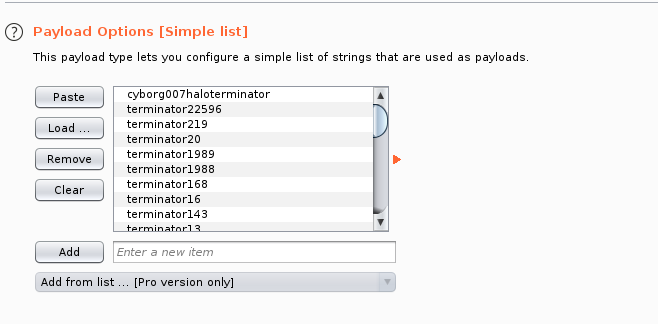 ? Payload Options [Simple list]
This payload type lets you configure a simple list of strings that are used as payloads.
Paste
Load ...
Remove
Clear
cyborg007haloterminator
terminator22596
terminator219
terminator20
terminator1989
terminator1988
terminator168
terminator16
terminator143
terminator13
Add
Enter a new item
Add from list ... [Pro version only]